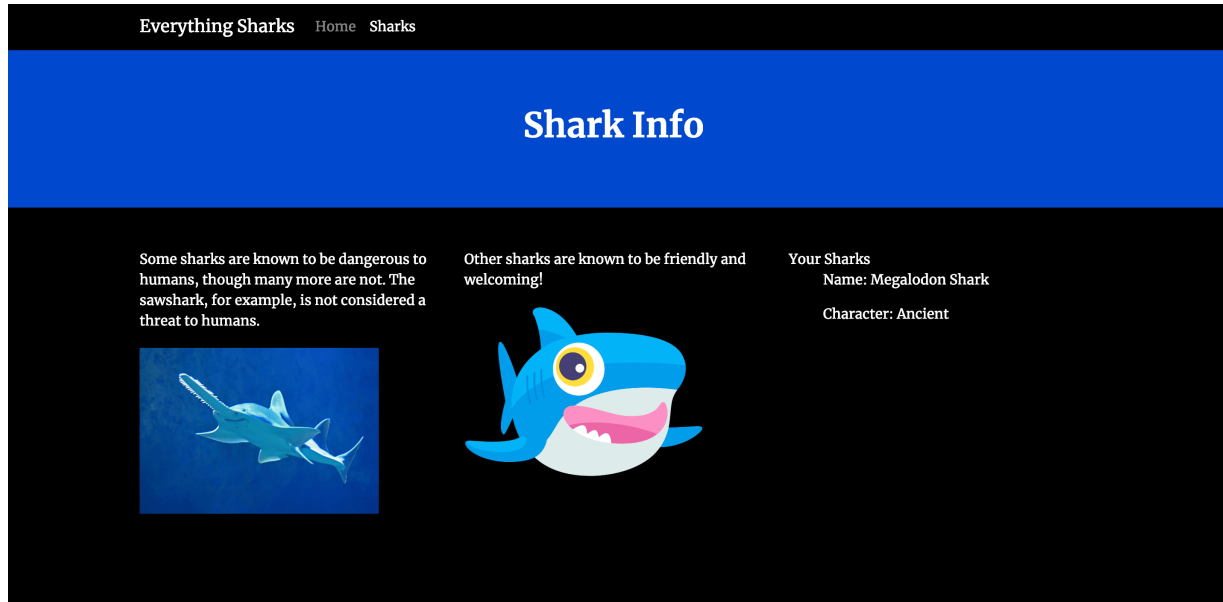 Everything Sharks Home Sharks
Shark Info
Some sharks are known to be dangerous to
humans, though many more are not. The
sawshark, for example, is not considered a
threat to humans.
Other sharks are known to be friendly and
welcoming!
Your Sharks
Name: Megalodon Shark
Character: Ancient